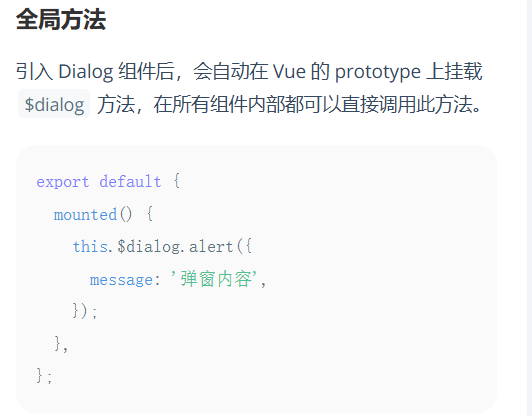 全局方法
引入 Dialog 组件后，会自动在 Vue 的 prototype 上挂载
$dialog 方法，在所有组件内部都可以直接调用此方法。
export default {
  mounted() {
    this.$dialog.alert({
      message: '弹窗内容',
    });
  },
};